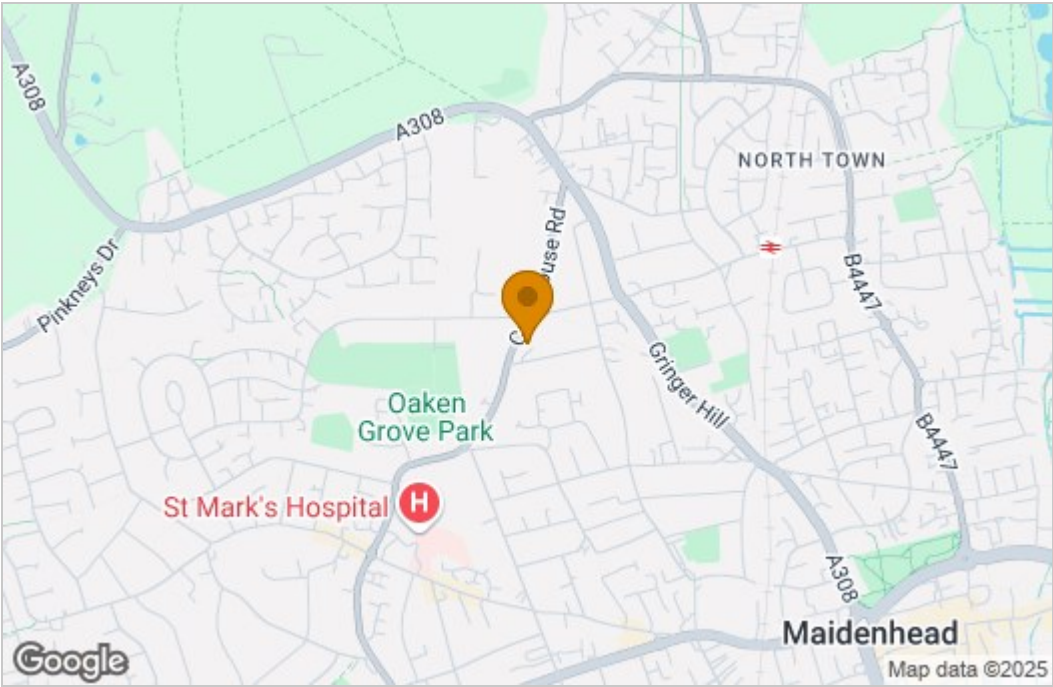 A308
A308
NORTH TOWN
Pinkneys Dr
use Rd
B4447
Gringer Hill
Oaken
Grove Park
B4447
St Mark's Hospital
H
A308
Maidenhead
Google
Map data ©2025